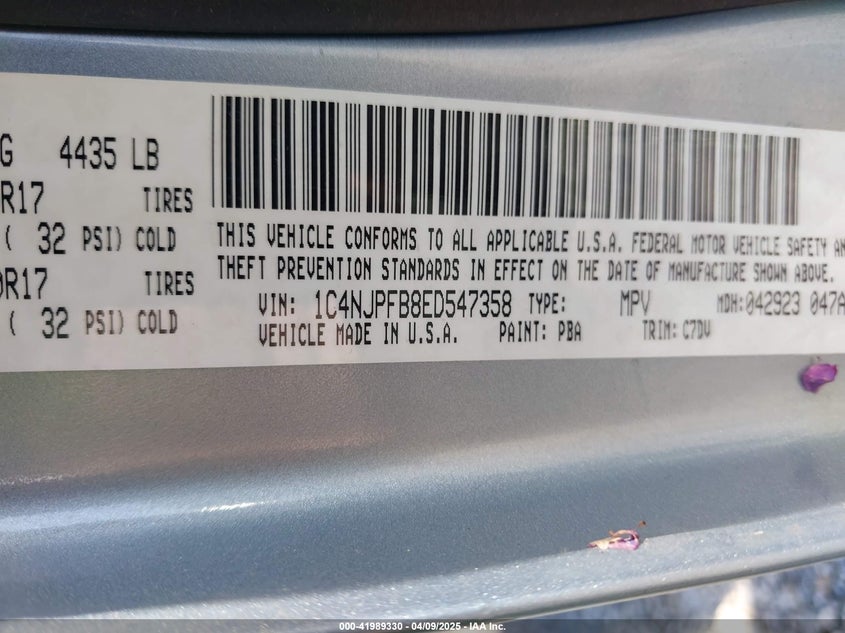 G 4435 LB
R17 TIRES
( 32 PSI) COLD
0R17 TIRES
( 32 PSI) COLD
THIS VEHICLE CONFORMS TO ALL APPLICABLE U.S.A. FEDERAL MOTOR VEHICLE SAFETY AN
THEFT PREVENTION STANDARDS IN EFFECT ON THE DATE OF MANUFACTURE SHOWN ABOVE.
VIN: 1C4NJPFB8ED547358 TYPE: MPV MDH:042923 047A
VEHICLE MADE IN U.S.A. PAINT: PBA TRIM: C7DV
000-41989330 - 04/09/2025 - IAA Inc.